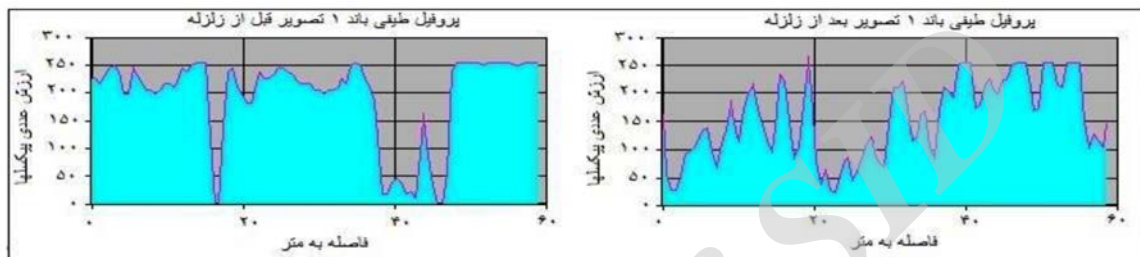 پروفیل طیفی باند ۱ تصویر قبل از زلزله
ارزش عددی پیکسلها
۳۰۰
۲۵۰
۲۰۰
۱۵۰
۱۰۰
۵۰
۰
۰ ۲۰ ۴۰ ۶۰
فاصله به متر
پروفیل طیفی باند ۱ تصویر بعد از زلزله
ارزش عددی پیکسلها
۳۰۰
۲۵۰
۲۰۰
۱۵۰
۱۰۰
۵۰
۰
۰ ۲۰ ۴۰ ۶۰
فاصله به متر
SID